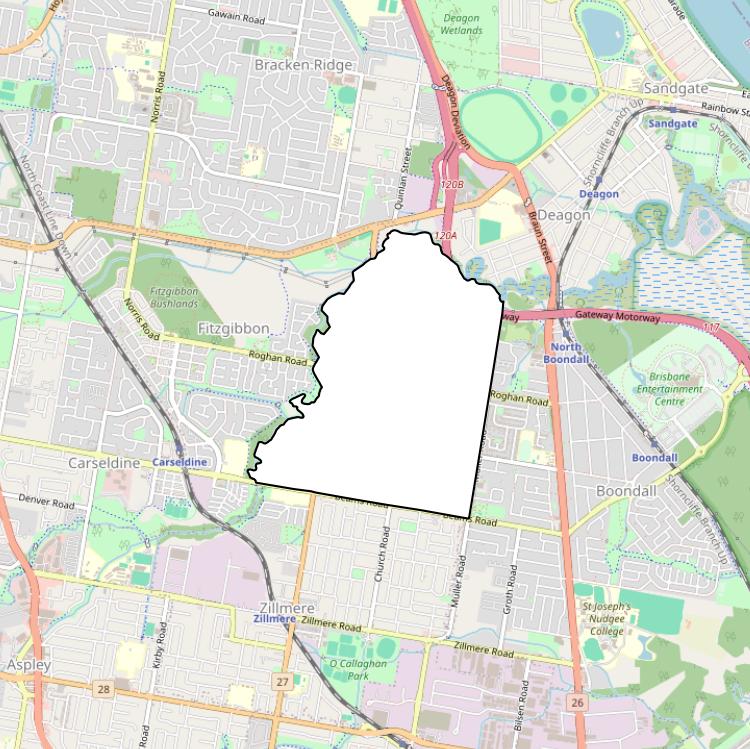 Gawain Road
Deagon
Wetlands
Bracken Ridge
Norris Road
Deagon Deviation
Sandgate
Rainbow
Sandgate
Shorncliffe Branch Up
Quinlan Street
120B
Deagon
Deagon
North Coast Line Down
120A
Braun Street
Fitzgibbon
Bushlands
Norris Road
Fitzgibbon
Gateway Motorway
117
North
Boondall
Roghan Road
Brisbane
Entertainment
Centre
Roghan Road
Carseldine
Carseldine
Boondall
Boondall
Shorncliffe Branch Up
Denver Road
Beams Road
Church Road
Muller Road
Groth Road
Zillmere
Zillmere
Zillmere Road
St Joseph's
Nudgee
College
Zillmere Road
Kirby Road
Aspley
O Callaghan
Park
28
27
26
Bilsen Road
Road